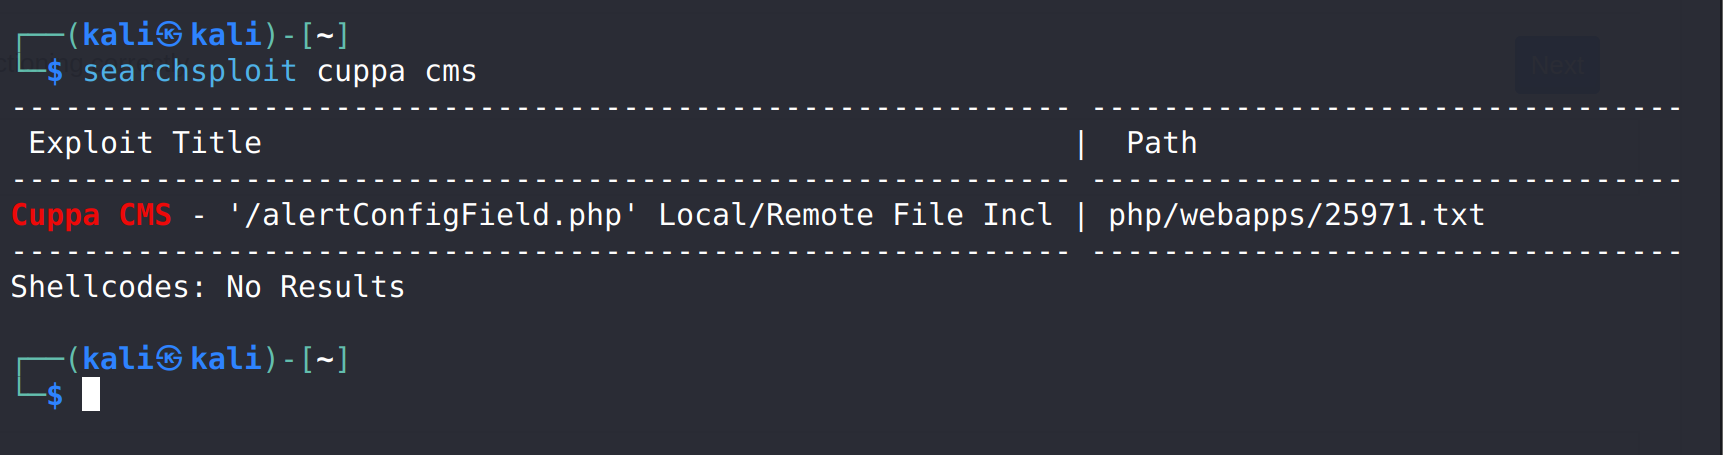 ┌──(kali㉿kali)-[~]
└─$ searchsploit cuppa cms
Next
----------------------------------------------------------- ---------------------------------
 Exploit Title                                             |  Path
----------------------------------------------------------- ---------------------------------
Cuppa CMS - '/alertConfigField.php' Local/Remote File Incl | php/webapps/25971.txt
----------------------------------------------------------- ---------------------------------
Shellcodes: No Results
┌──(kali㉿kali)-[~]
└─$